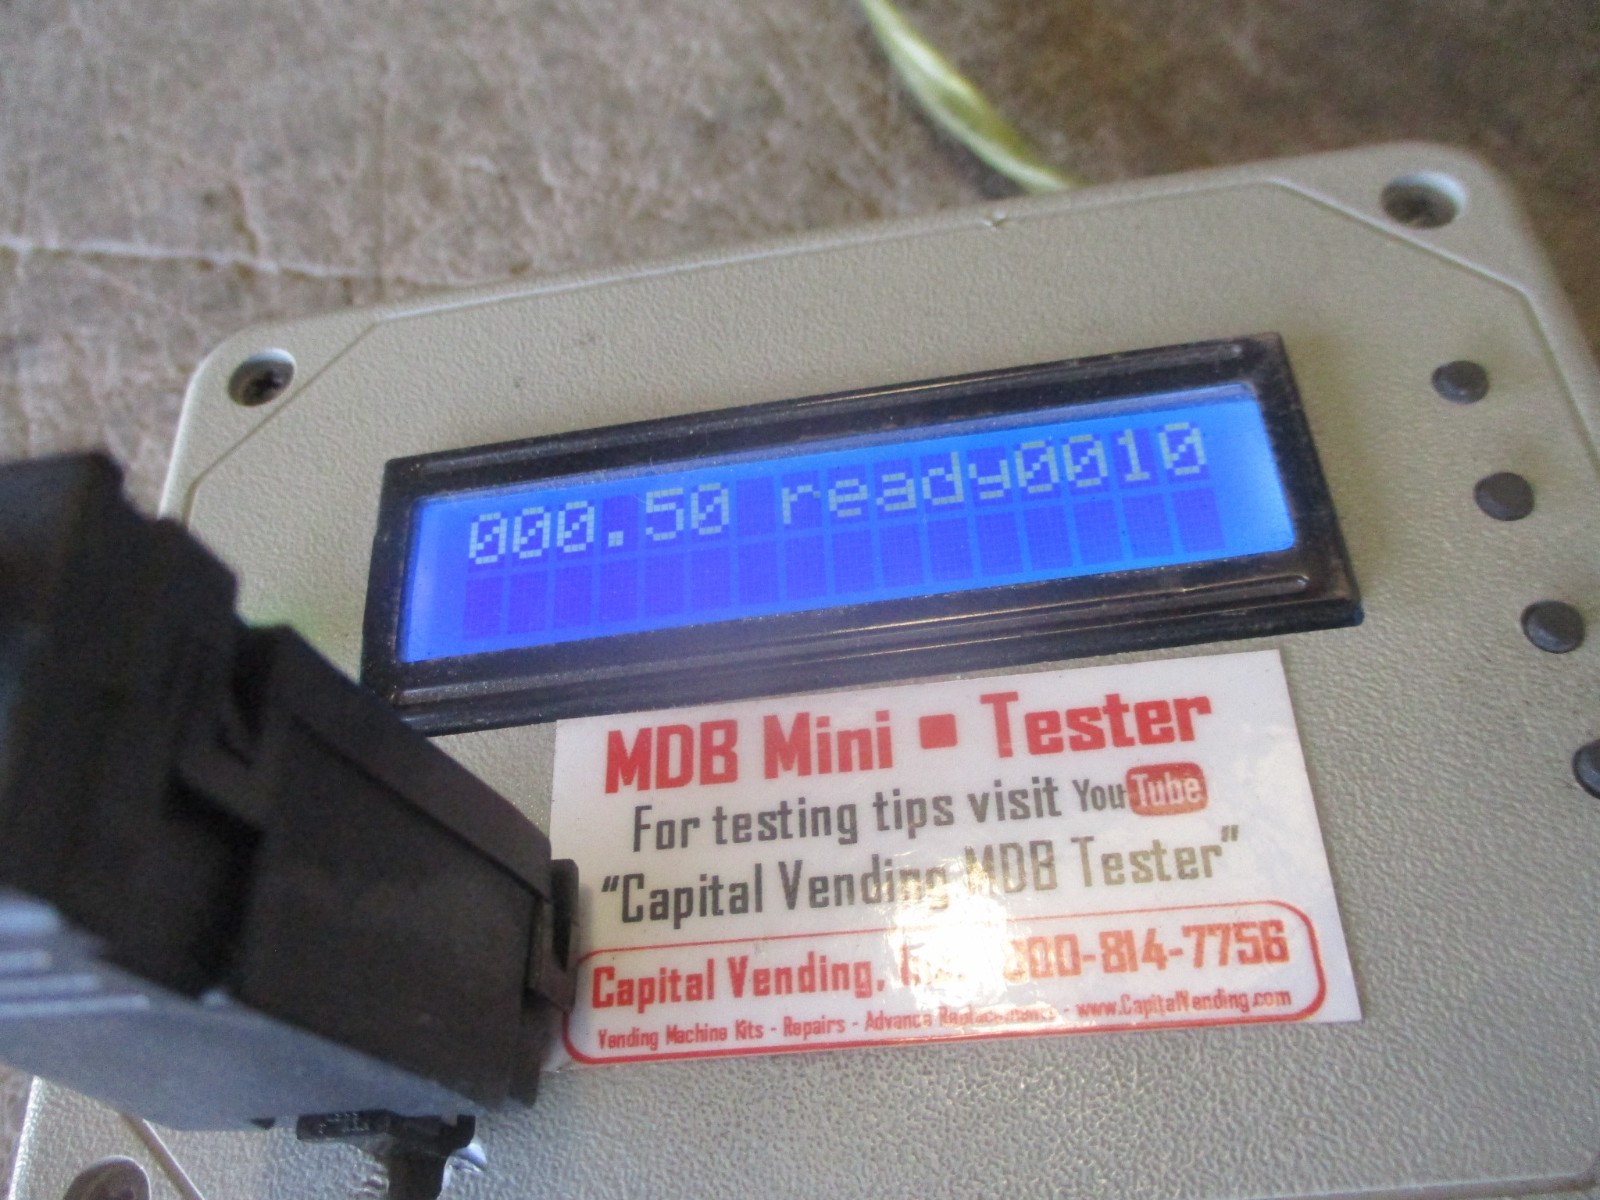 000.50 ready0010
MDB Mini ▪ Tester
For testing tips visit YouTube
"Capital Vending MDB Tester"
Capital Vending, 800-814-7756
Vending Machine Kits - Repairs - Advance Replacements - www.CapitalVending.com